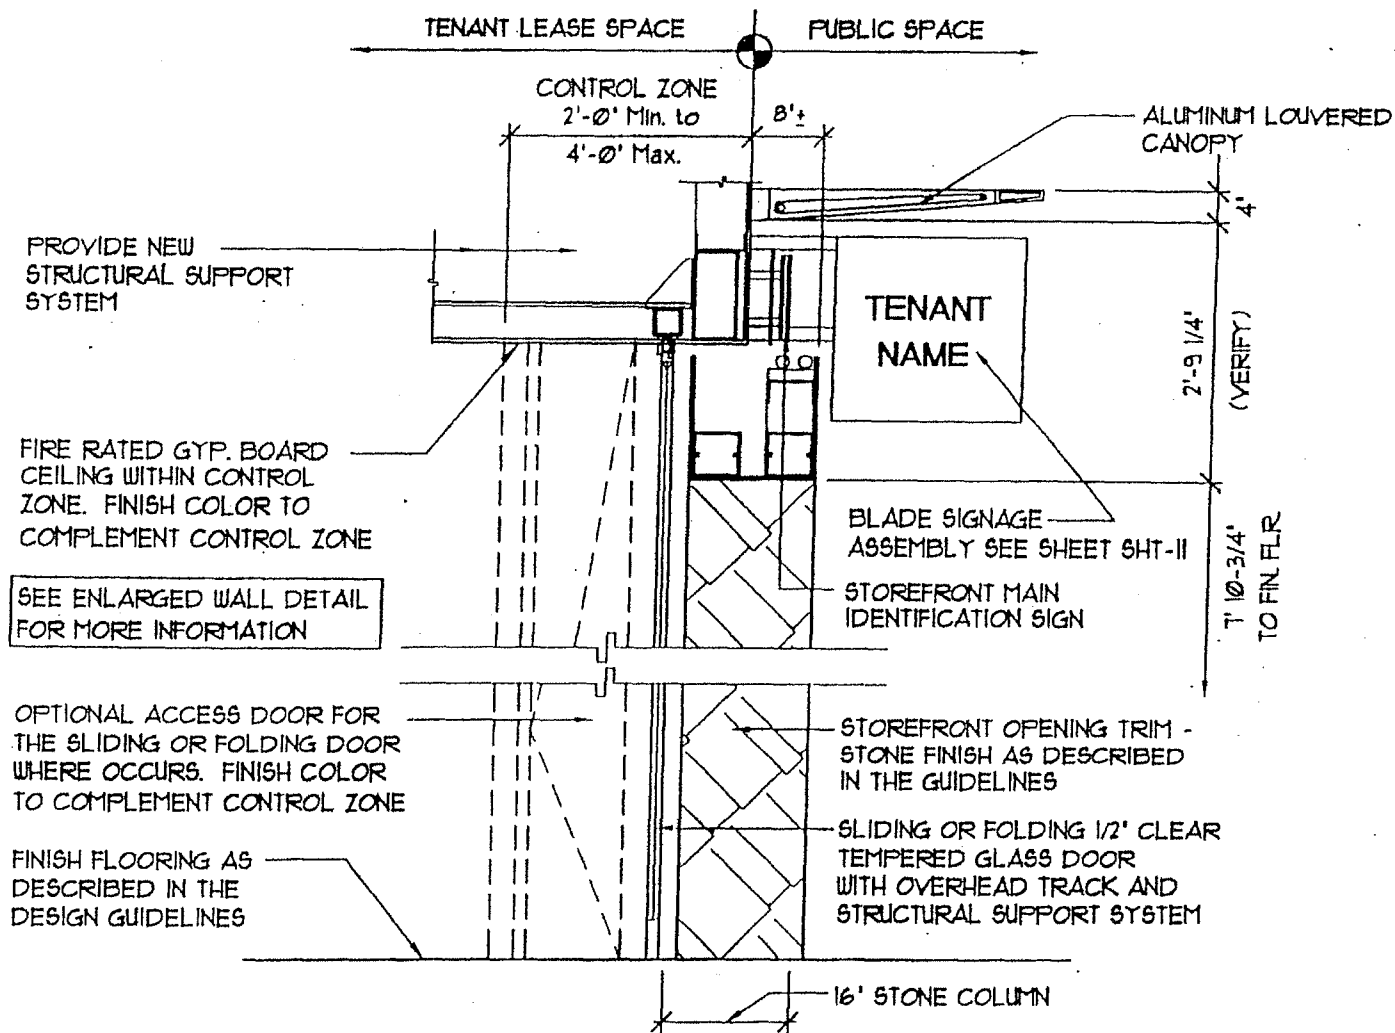 TENANT LEASE SPACE
PUBLIC SPACE
CONTROL ZONE
2'-0' Min. to
4'-0' Max.
8'±
ALUMINUM LOUVERED
CANOPY
4'
PROVIDE NEW
STRUCTURAL SUPPORT
SYSTEM
TENANT
NAME
2'-9 1/4'
(VERIFY)
FIRE RATED GYP. BOARD
CEILING WITHIN CONTROL
ZONE. FINISH COLOR TO
COMPLEMENT CONTROL ZONE
BLADE SIGNAGE
ASSEMBLY SEE SHEET SHT-11
7' 10-3/4'
TO FIN. FLR
SEE ENLARGED WALL DETAIL
FOR MORE INFORMATION
STOREFRONT MAIN
IDENTIFICATION SIGN
OPTIONAL ACCESS DOOR FOR
THE SLIDING OR FOLDING DOOR
WHERE OCCURS. FINISH COLOR
TO COMPLEMENT CONTROL ZONE
STOREFRONT OPENING TRIM -
STONE FINISH AS DESCRIBED
IN THE GUIDELINES
FINISH FLOORING AS
DESCRIBED IN THE
DESIGN GUIDELINES
SLIDING OR FOLDING 1/2' CLEAR
TEMPERED GLASS DOOR
WITH OVERHEAD TRACK AND
STRUCTURAL SUPPORT SYSTEM
16' STONE COLUMN